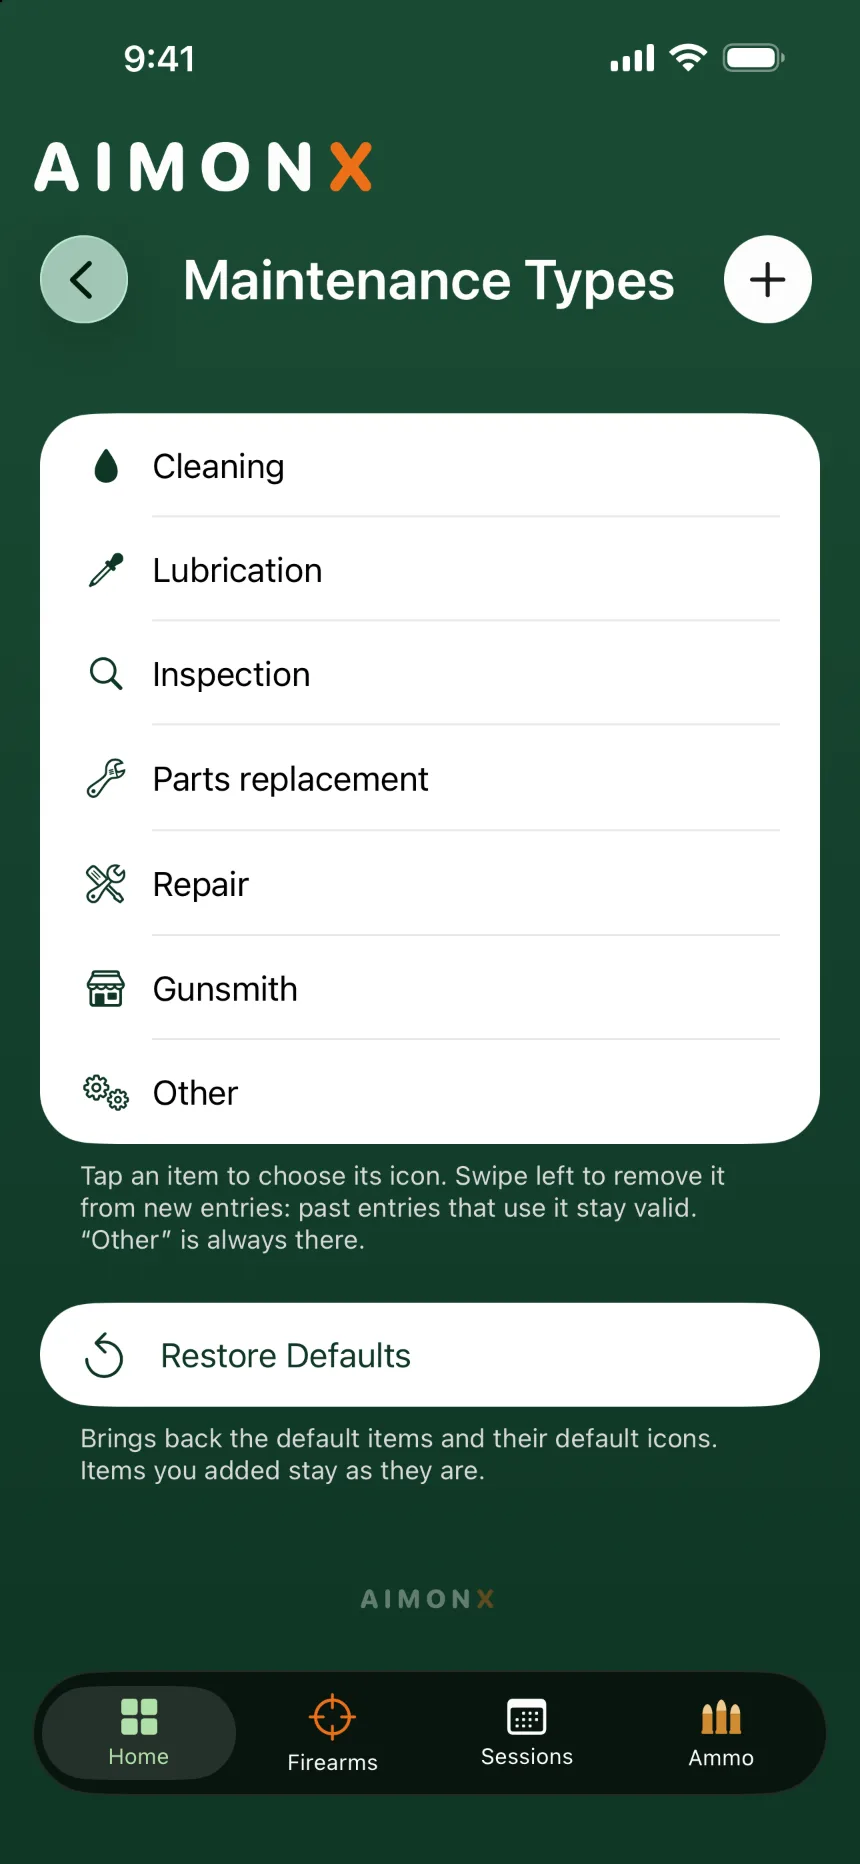 9:41
AIMONX
Maintenance Types
Cleaning
Lubrication
Inspection
Parts replacement
Repair
Gunsmith
Other
Tap an item to choose its icon. Swipe left to remove it
from new entries: past entries that use it stay valid.
“Other” is always there.
Restore Defaults
Brings back the default items and their default icons.
Items you added stay as they are.
AIMONX
Home
Firearms
Sessions
Ammo